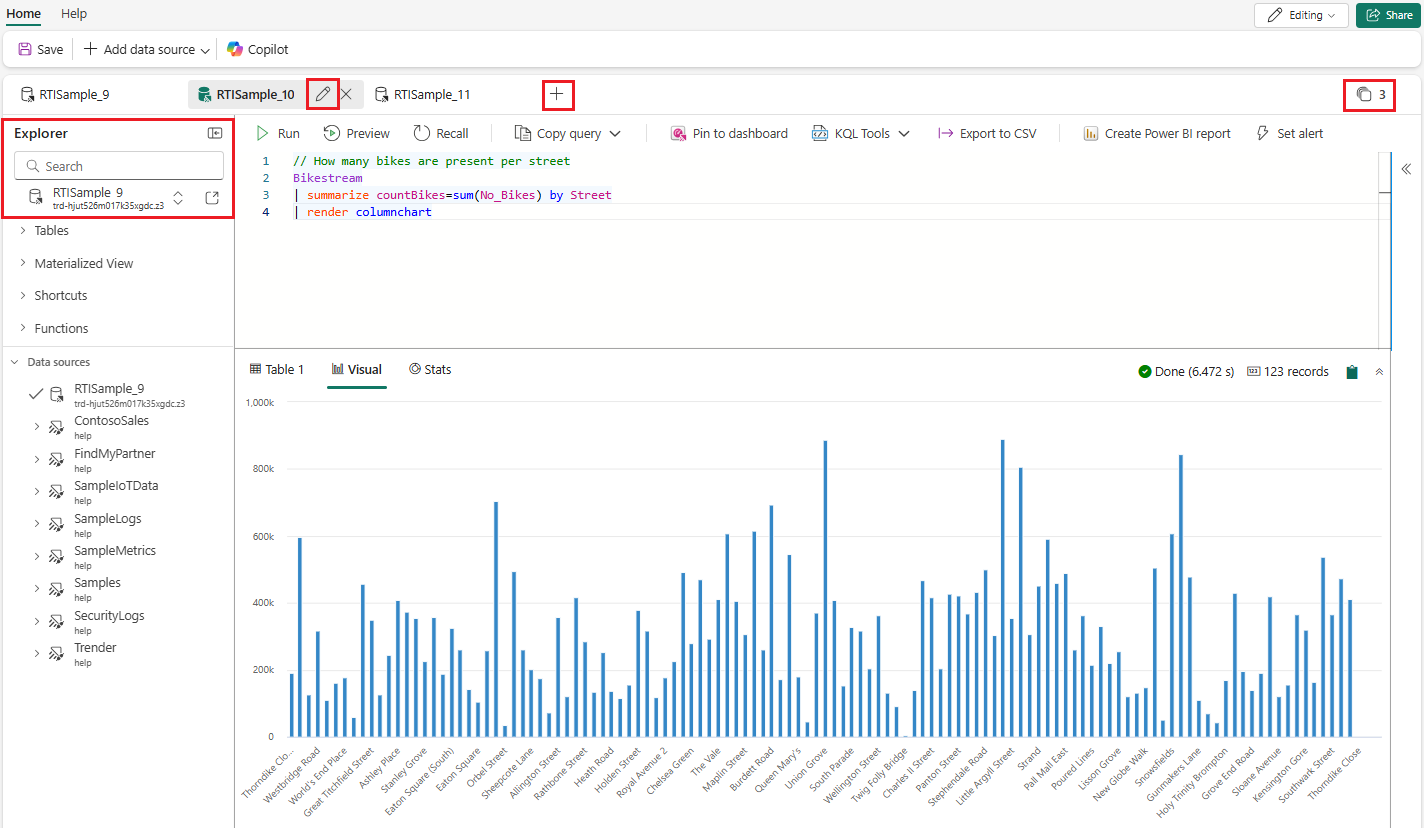 Home Help
Editing Share
Save Add data source Copilot
RTISample_9 RTISample_10 RTISample_11 3
Explorer
Search
RTISample_9
trd-hjut526m017k35xgdc.z3
Tables
Materialized View
Shortcuts
Functions
Data sources
RTISample_9
trd-hjut526m017k35xgdc.z3
ContosoSales
help
FindMyPartner
help
SampleIoTData
help
SampleLogs
help
SampleMetrics
help
Samples
help
SecurityLogs
help
Trender
help
Run Preview Recall Copy query Pin to dashboard KQL Tools Export to CSV Create Power BI report Set alert
1 // How many bikes are present per street
2 Bikestream
3 | summarize countBikes=sum(No_Bikes) by Street
4 | render columnchart
Table 1 Visual Stats Done (6.472 s) 123 records
1,000k
800k
600k
400k
200k
0
Thorndike Clo...
Westbridge Road
World's End Place
Great Titchfield Street
Ashley Place
Stanley Grove
Eaton Square (South)
Eaton Square
Orbel Street
Sheepcote Lane
Allington Street
Rathbone Street
Heath Road
Holden Street
Royal Avenue 2
Chelsea Green
The Vale
Maplin Street
Burdett Road
Queen Mary's
Union Grove
South Parade
Wellington Street
Twig Folly Bridge
Charles II Street
Panton Street
Stephendale Road
Little Argyll Street
Strand
Pall Mall East
Poured Lines
Lisson Grove
New Globe Walk
Snowsfields
Gunmakers Lane
Holy Trinity Brompton
Grove End Road
Sloane Avenue
Kensington Gore
Southwark Street
Thorndike Close